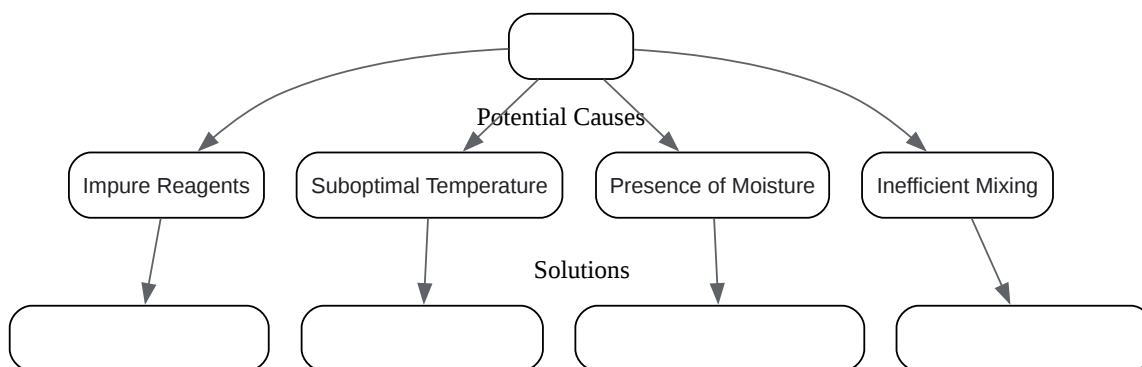 Potential Causes
Impure Reagents
Suboptimal Temperature
Presence of Moisture
Inefficient Mixing
Solutions